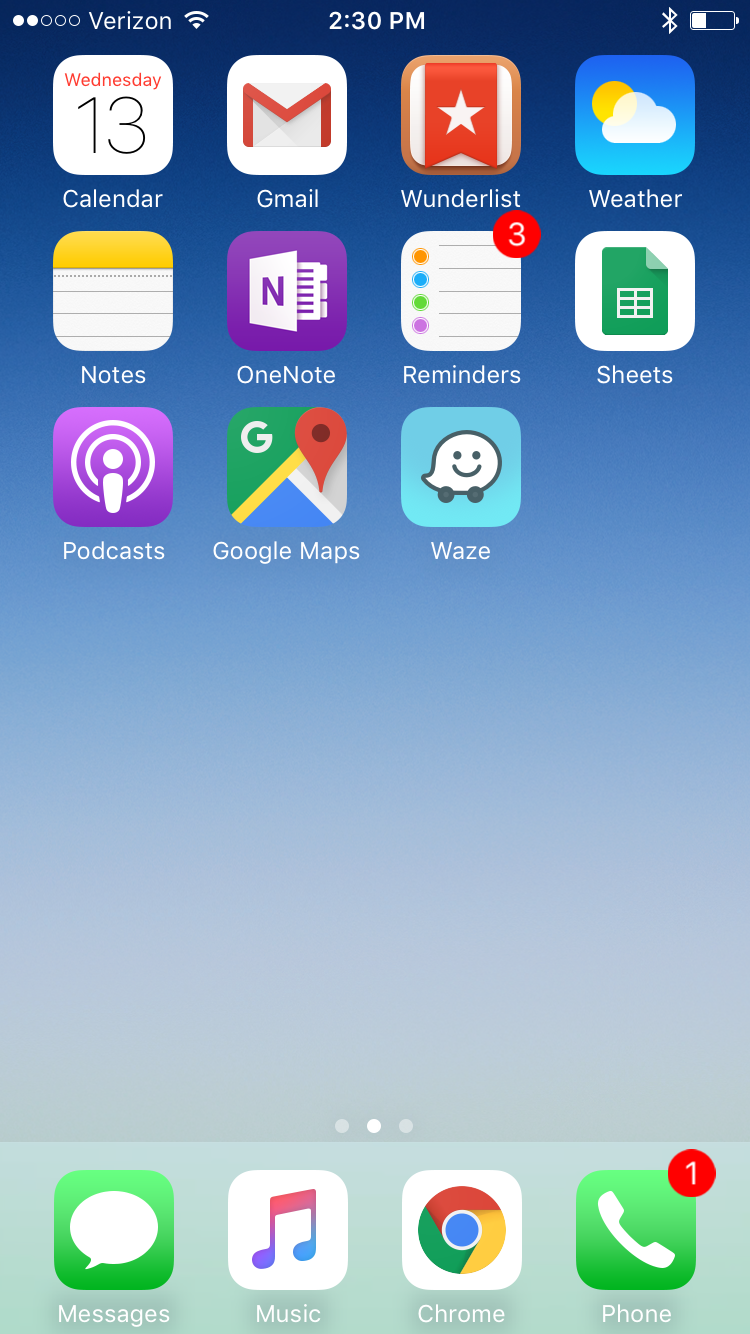 Verizon 2:30 PM
Wednesday
13
Calendar Gmail Wunderlist Weather
3
N
Notes OneNote Reminders Sheets
G
Podcasts Google Maps Waze
1
Messages Music Chrome Phone